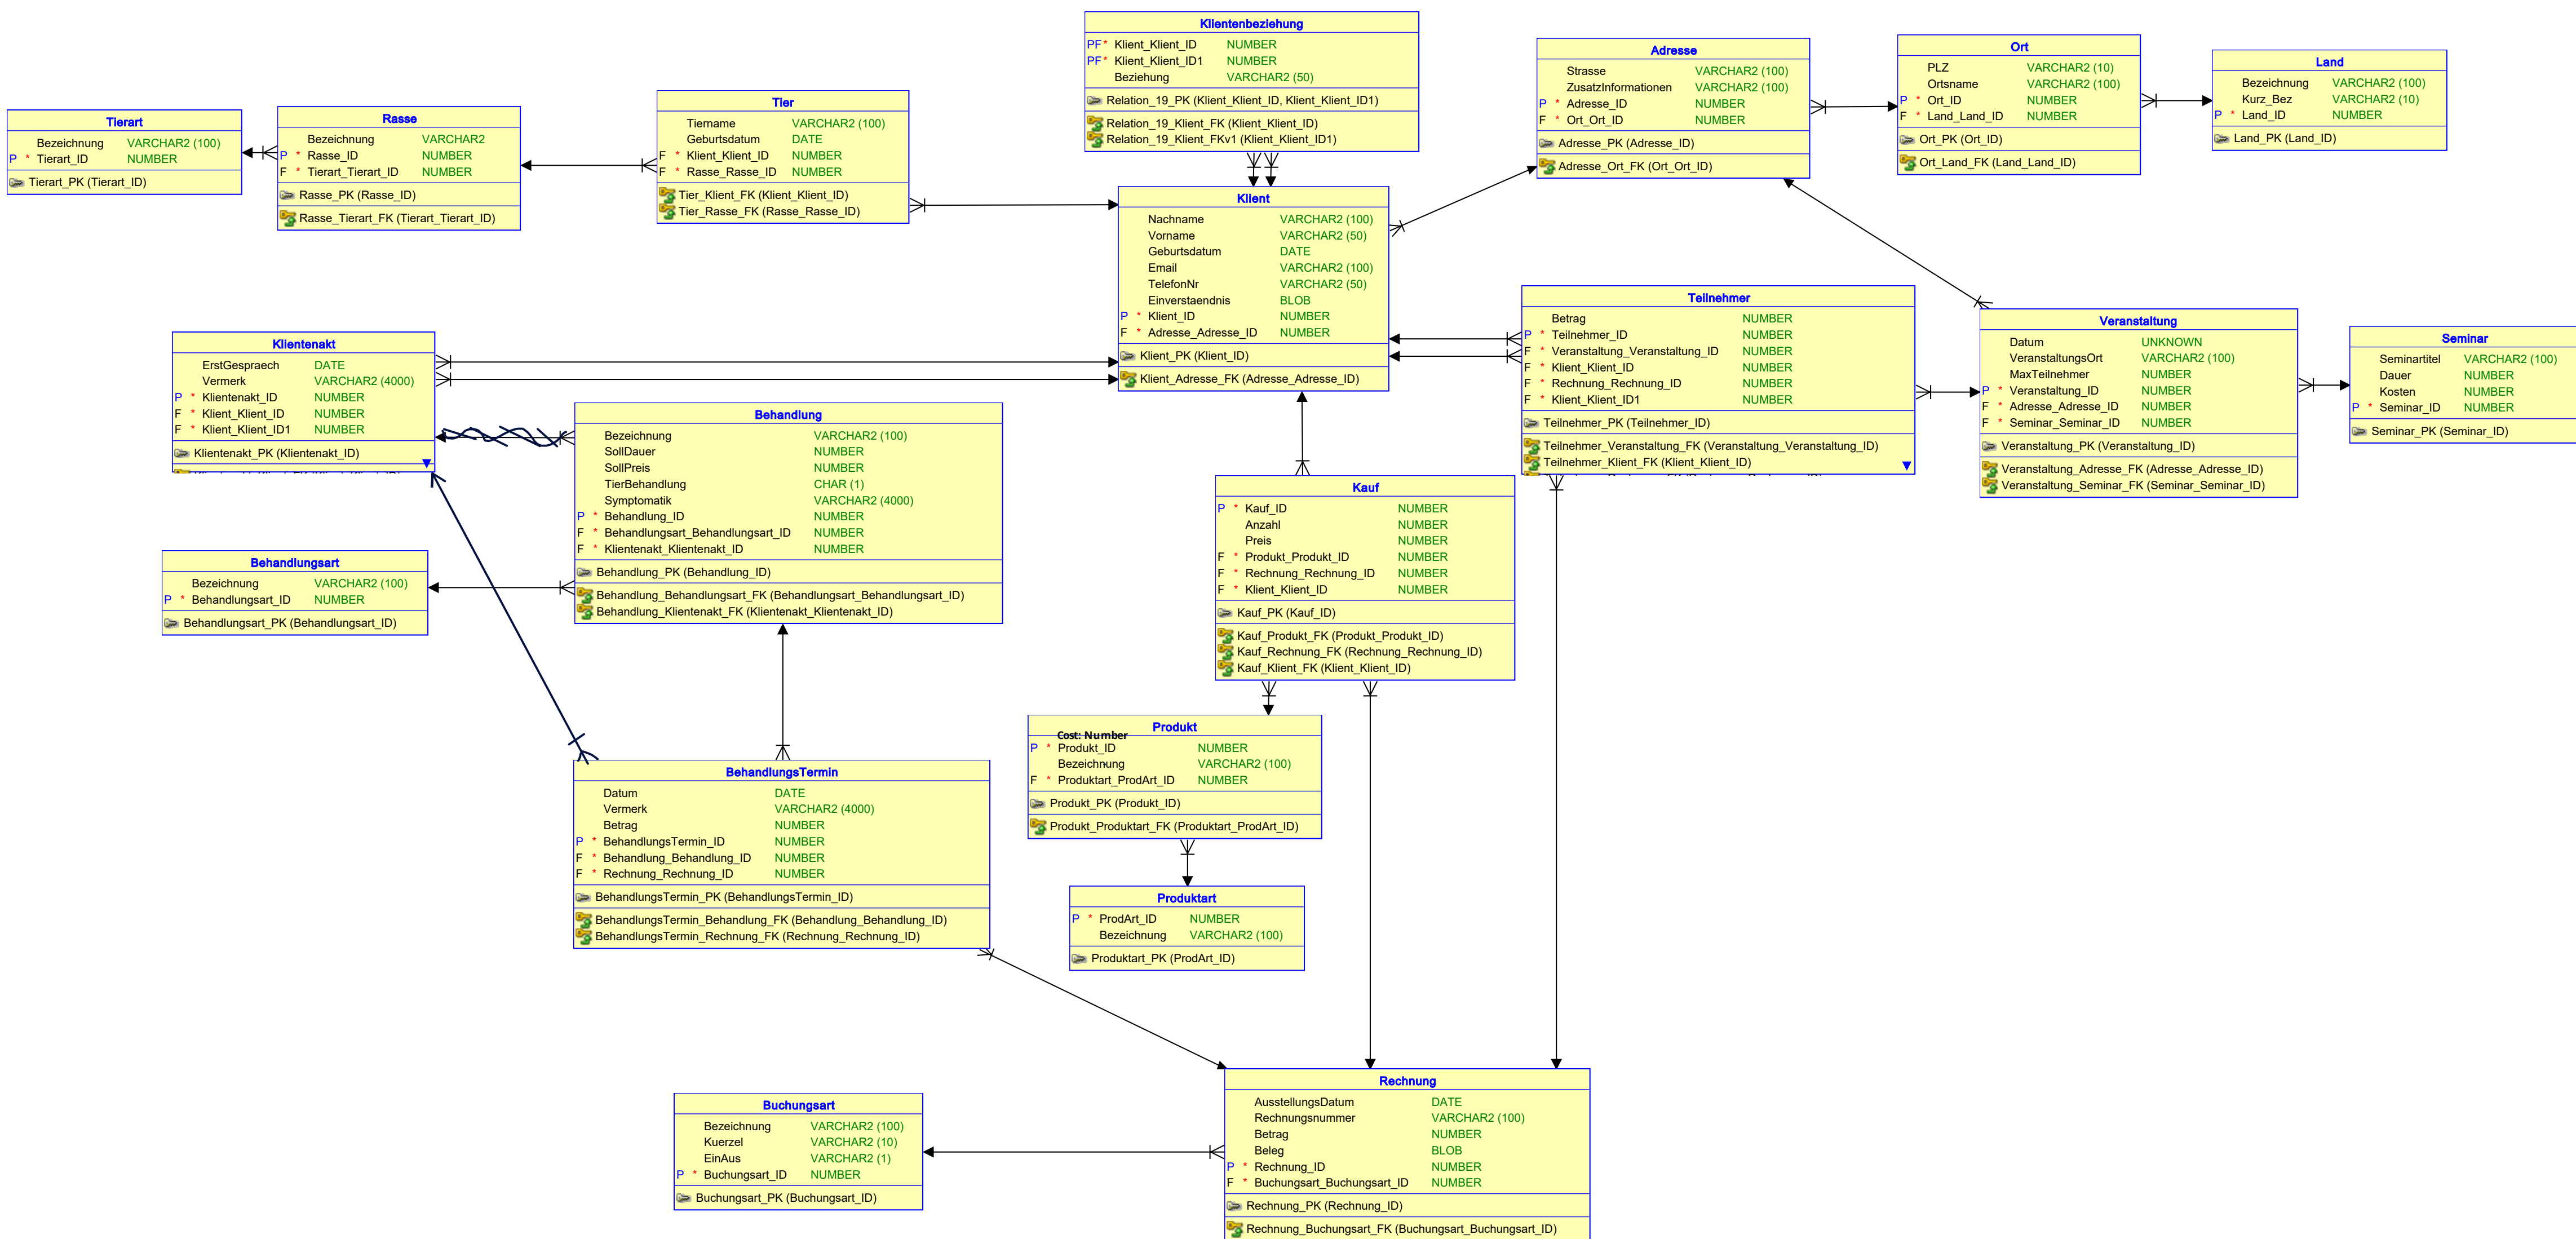 Klientenbeziehung
PF* Klient_Klient_ID NUMBER
PF* Klient_Klient_ID1 NUMBER
Beziehung VARCHAR2 (50)
Relation_19_PK (Klient_Klient_ID, Klient_Klient_ID1)
Relation_19_Klient_FK (Klient_Klient_ID)
Relation_19_Klient_FKv1 (Klient_Klient_ID1)
Adresse
Strasse VARCHAR2 (100)
ZusatzInformationen VARCHAR2 (100)
P * Adresse_ID NUMBER
F * Ort_Ort_ID NUMBER
Adresse_PK (Adresse_ID)
Adresse_Ort_FK (Ort_Ort_ID)
Ort
PLZ VARCHAR2 (10)
Ortsname VARCHAR2 (100)
P * Ort_ID NUMBER
F * Land_Land_ID NUMBER
Ort_PK (Ort_ID)
Ort_Land_FK (Land_Land_ID)
Land
Bezeichnung VARCHAR2 (100)
Kurz_Bez VARCHAR2 (10)
P * Land_ID NUMBER
Land_PK (Land_ID)
Tierart
Bezeichnung VARCHAR2 (100)
P * Tierart_ID NUMBER
Tierart_PK (Tierart_ID)
Rasse
Bezeichnung VARCHAR2
P * Rasse_ID NUMBER
F * Tierart_Tierart_ID NUMBER
Rasse_PK (Rasse_ID)
Rasse_Tierart_FK (Tierart_Tierart_ID)
Tier
Tiername VARCHAR2 (100)
Geburtsdatum DATE
F * Klient_Klient_ID NUMBER
F * Rasse_Rasse_ID NUMBER
Tier_Klient_FK (Klient_Klient_ID)
Tier_Rasse_FK (Rasse_Rasse_ID)
Klient
Nachname VARCHAR2 (100)
Vorname VARCHAR2 (50)
Geburtsdatum DATE
Email VARCHAR2 (100)
TelefonNr VARCHAR2 (50)
Einverstaendnis BLOB
P * Klient_ID NUMBER
F * Adresse_Adresse_ID NUMBER
Klient_PK (Klient_ID)
Klient_Adresse_FK (Adresse_Adresse_ID)
Teilnehmer
Betrag NUMBER
P * Teilnehmer_ID NUMBER
F * Veranstaltung_Veranstaltung_ID NUMBER
F * Klient_Klient_ID NUMBER
F * Rechnung_Rechnung_ID NUMBER
F * Klient_Klient_ID1 NUMBER
Teilnehmer_PK (Teilnehmer_ID)
Teilnehmer_Veranstaltung_FK (Veranstaltung_Veranstaltung_ID)
Teilnehmer_Klient_FK (Klient_Klient_ID)
Veranstaltung
Datum UNKNOWN
VeranstaltungsOrt VARCHAR2 (100)
MaxTeilnehmer NUMBER
P * Veranstaltung_ID NUMBER
F * Adresse_Adresse_ID NUMBER
F * Seminar_Seminar_ID NUMBER
Veranstaltung_PK (Veranstaltung_ID)
Veranstaltung_Adresse_FK (Adresse_Adresse_ID)
Veranstaltung_Seminar_FK (Seminar_Seminar_ID)
Seminar
Seminartitel VARCHAR2 (100)
Dauer NUMBER
Kosten NUMBER
P * Seminar_ID NUMBER
Seminar_PK (Seminar_ID)
Klientenakt
ErstGespraech DATE
Vermerk VARCHAR2 (4000)
P * Klientenakt_ID NUMBER
F * Klient_Klient_ID NUMBER
F * Klient_Klient_ID1 NUMBER
Klientenakt_PK (Klientenakt_ID)
Behandlung
Bezeichnung VARCHAR2 (100)
SollDauer NUMBER
SollPreis NUMBER
TierBehandlung CHAR (1)
Symptomatik VARCHAR2 (4000)
P * Behandlung_ID NUMBER
F * Behandlungsart_Behandlungsart_ID NUMBER
F * Klientenakt_Klientenakt_ID NUMBER
Behandlung_PK (Behandlung_ID)
Behandlung_Behandlungsart_FK (Behandlungsart_Behandlungsart_ID)
Behandlung_Klientenakt_FK (Klientenakt_Klientenakt_ID)
Behandlungsart
Bezeichnung VARCHAR2 (100)
P * Behandlungsart_ID NUMBER
Behandlungsart_PK (Behandlungsart_ID)
Kauf
P * Kauf_ID NUMBER
Anzahl NUMBER
Preis NUMBER
F * Produkt_Produkt_ID NUMBER
F * Rechnung_Rechnung_ID NUMBER
F * Klient_Klient_ID NUMBER
Kauf_PK (Kauf_ID)
Kauf_Produkt_FK (Produkt_Produkt_ID)
Kauf_Rechnung_FK (Rechnung_Rechnung_ID)
Kauf_Klient_FK (Klient_Klient_ID)
Produkt
Cost: Number
P * Produkt_ID NUMBER
Bezeichnung VARCHAR2 (100)
F * Produktart_ProdArt_ID NUMBER
Produkt_PK (Produkt_ID)
Produkt_Produktart_FK (Produktart_ProdArt_ID)
BehandlungsTermin
Datum DATE
Vermerk VARCHAR2 (4000)
Betrag NUMBER
P * BehandlungsTermin_ID NUMBER
F * Behandlung_Behandlung_ID NUMBER
F * Rechnung_Rechnung_ID NUMBER
BehandlungsTermin_PK (BehandlungsTermin_ID)
BehandlungsTermin_Behandlung_FK (Behandlung_Behandlung_ID)
BehandlungsTermin_Rechnung_FK (Rechnung_Rechnung_ID)
Produktart
P * ProdArt_ID NUMBER
Bezeichnung VARCHAR2 (100)
Produktart_PK (ProdArt_ID)
Buchungsart
Bezeichnung VARCHAR2 (100)
Kuerzel VARCHAR2 (10)
EinAus VARCHAR2 (1)
P * Buchungsart_ID NUMBER
Buchungsart_PK (Buchungsart_ID)
Rechnung
AusstellungsDatum DATE
Rechnungsnummer VARCHAR2 (100)
Betrag NUMBER
Beleg BLOB
P * Rechnung_ID NUMBER
F * Buchungsart_Buchungsart_ID NUMBER
Rechnung_PK (Rechnung_ID)
Rechnung_Buchungsart_FK (Buchungsart_Buchungsart_ID)